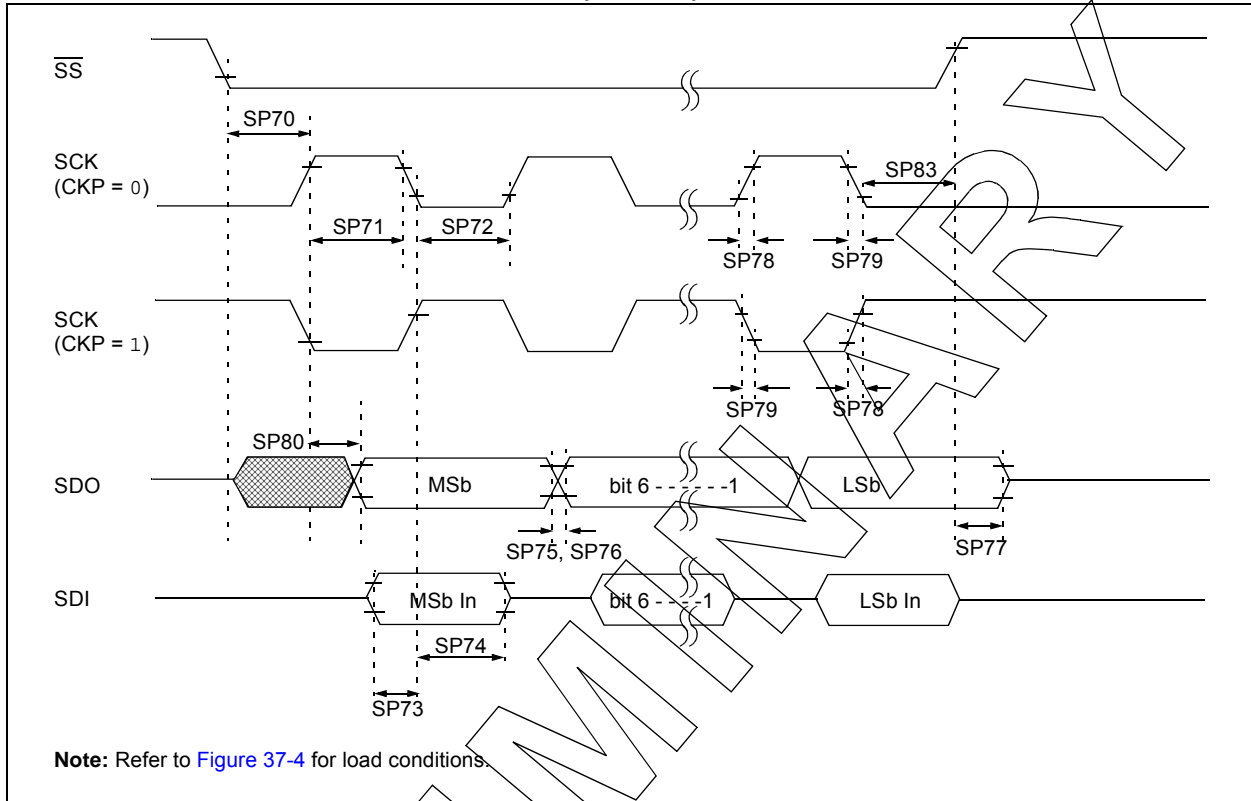 SS
SP70
SCK
(CKP = 0)
SP83
SP71
SP72
SP78
SP79
SCK
(CKP = 1)
SP79
SP78
SP80
SDO
MSb
bit 6 - - - - - - -1
LSb
SP75, SP76
SP77
SDI
MSb In
bit 6 - - - - -1
LSb In
SP74
SP73
Note: Refer to Figure 37-4 for load conditions.